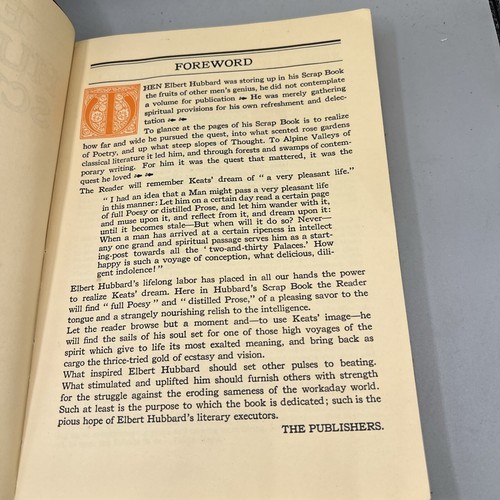 FOREWORD
WHEN Elbert Hubbard was storing up in his Scrap Book
the fruits of other men's genius, he did not contemplate
a volume for publication He was merely gathering
spiritual provisions for his own refreshment and delec-
tation
To glance at the pages of his Scrap Book is to realize
how far and wide he pursued the quest, into what scented rose gardens
of Poetry, and up what steep slopes of Thought. To Alpine Valleys of
classical literature it led him, and through forests and swamps of contem-
porary writing. For him it was the quest that mattered, it was the
quest he loved
The Reader will remember Keats' dream of "a very pleasant life."
"I had an idea that a Man might pass a very pleasant life
in this manner: Let him on a certain day read a certain page
of full Poesy or distilled Prose, and let him wander with it,
and muse upon it, and reflect from it, and dream upon it:
until it becomes stale—But when will it do so? Never—
When a man has arrived at a certain ripeness in intellect
any one grand and spiritual passage serves him as a start-
ing-post towards all the 'two-and-thirty Palaces.' How
happy is such a voyage of conception, what delicious, dili-
gent indolence!"
Elbert Hubbard's lifelong labor has placed in all our hands the power
to realize Keats' dream. Here in Hubbard's Scrap Book the Reader
will find "full Poesy" and "distilled Prose," of a pleasing savor to the
tongue and a strangely nourishing relish to the intelligence.
Let the reader browse but a moment and—to use Keats' image—he
will find the sails of his soul set for one of those high voyages of the
spirit which give to life its most exalted meaning, and bring back as
cargo the thrice-tried gold of ecstasy and vision.
What inspired Elbert Hubbard should set other pulses to beating.
What stimulated and uplifted him should furnish others with strength
for the struggle against the eroding sameness of the workaday world.
Such at least is the purpose to which the book is dedicated; such is the
pious hope of Elbert Hubbard's literary executors.
THE PUBLISHERS.